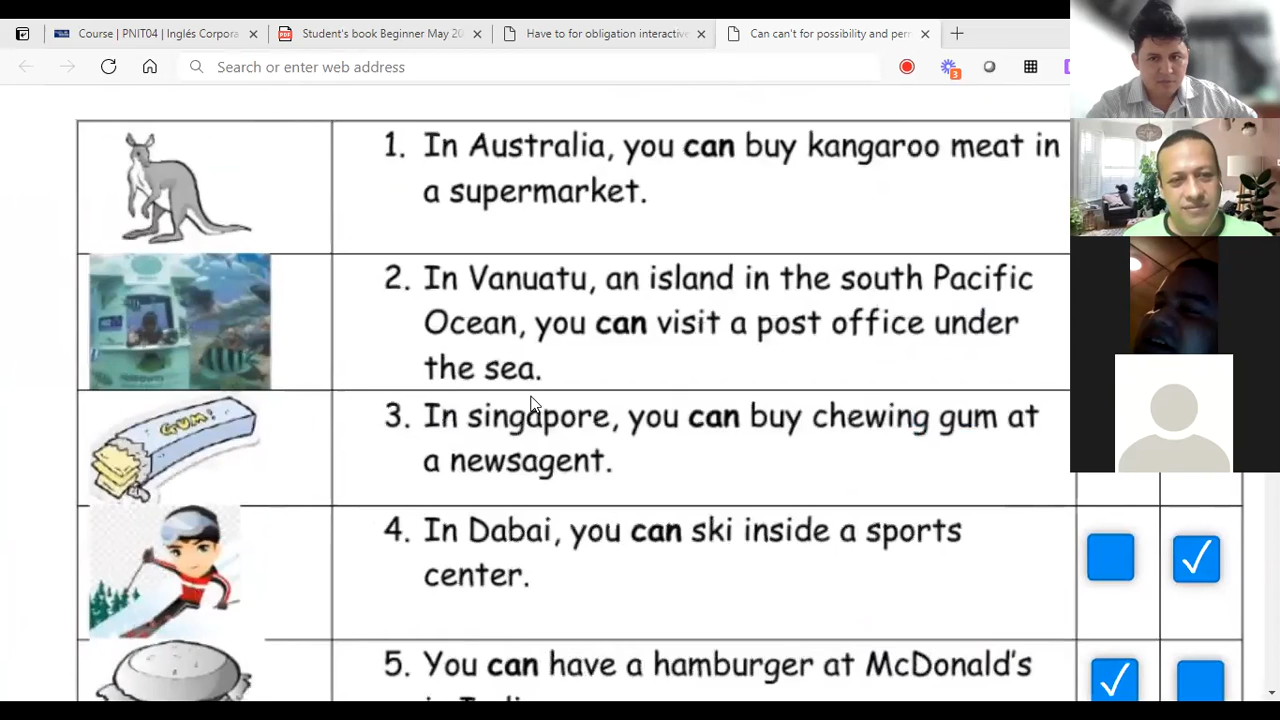 Course | PNIT04 | Inglés Corpora
Student's book Beginner May 20
Have to for obligation interactive
Can can't for possibility and per
Search or enter web address
3
1. In Australia, you can buy kangaroo meat in
a supermarket.
2. In Vanuatu, an island in the south Pacific
Ocean, you can visit a post office under
the sea.
GUM!
3. In singapore, you can buy chewing gum at
a newsagent.
4. In Dabai, you can ski inside a sports
center.
5. You can have a hamburger at McDonald's